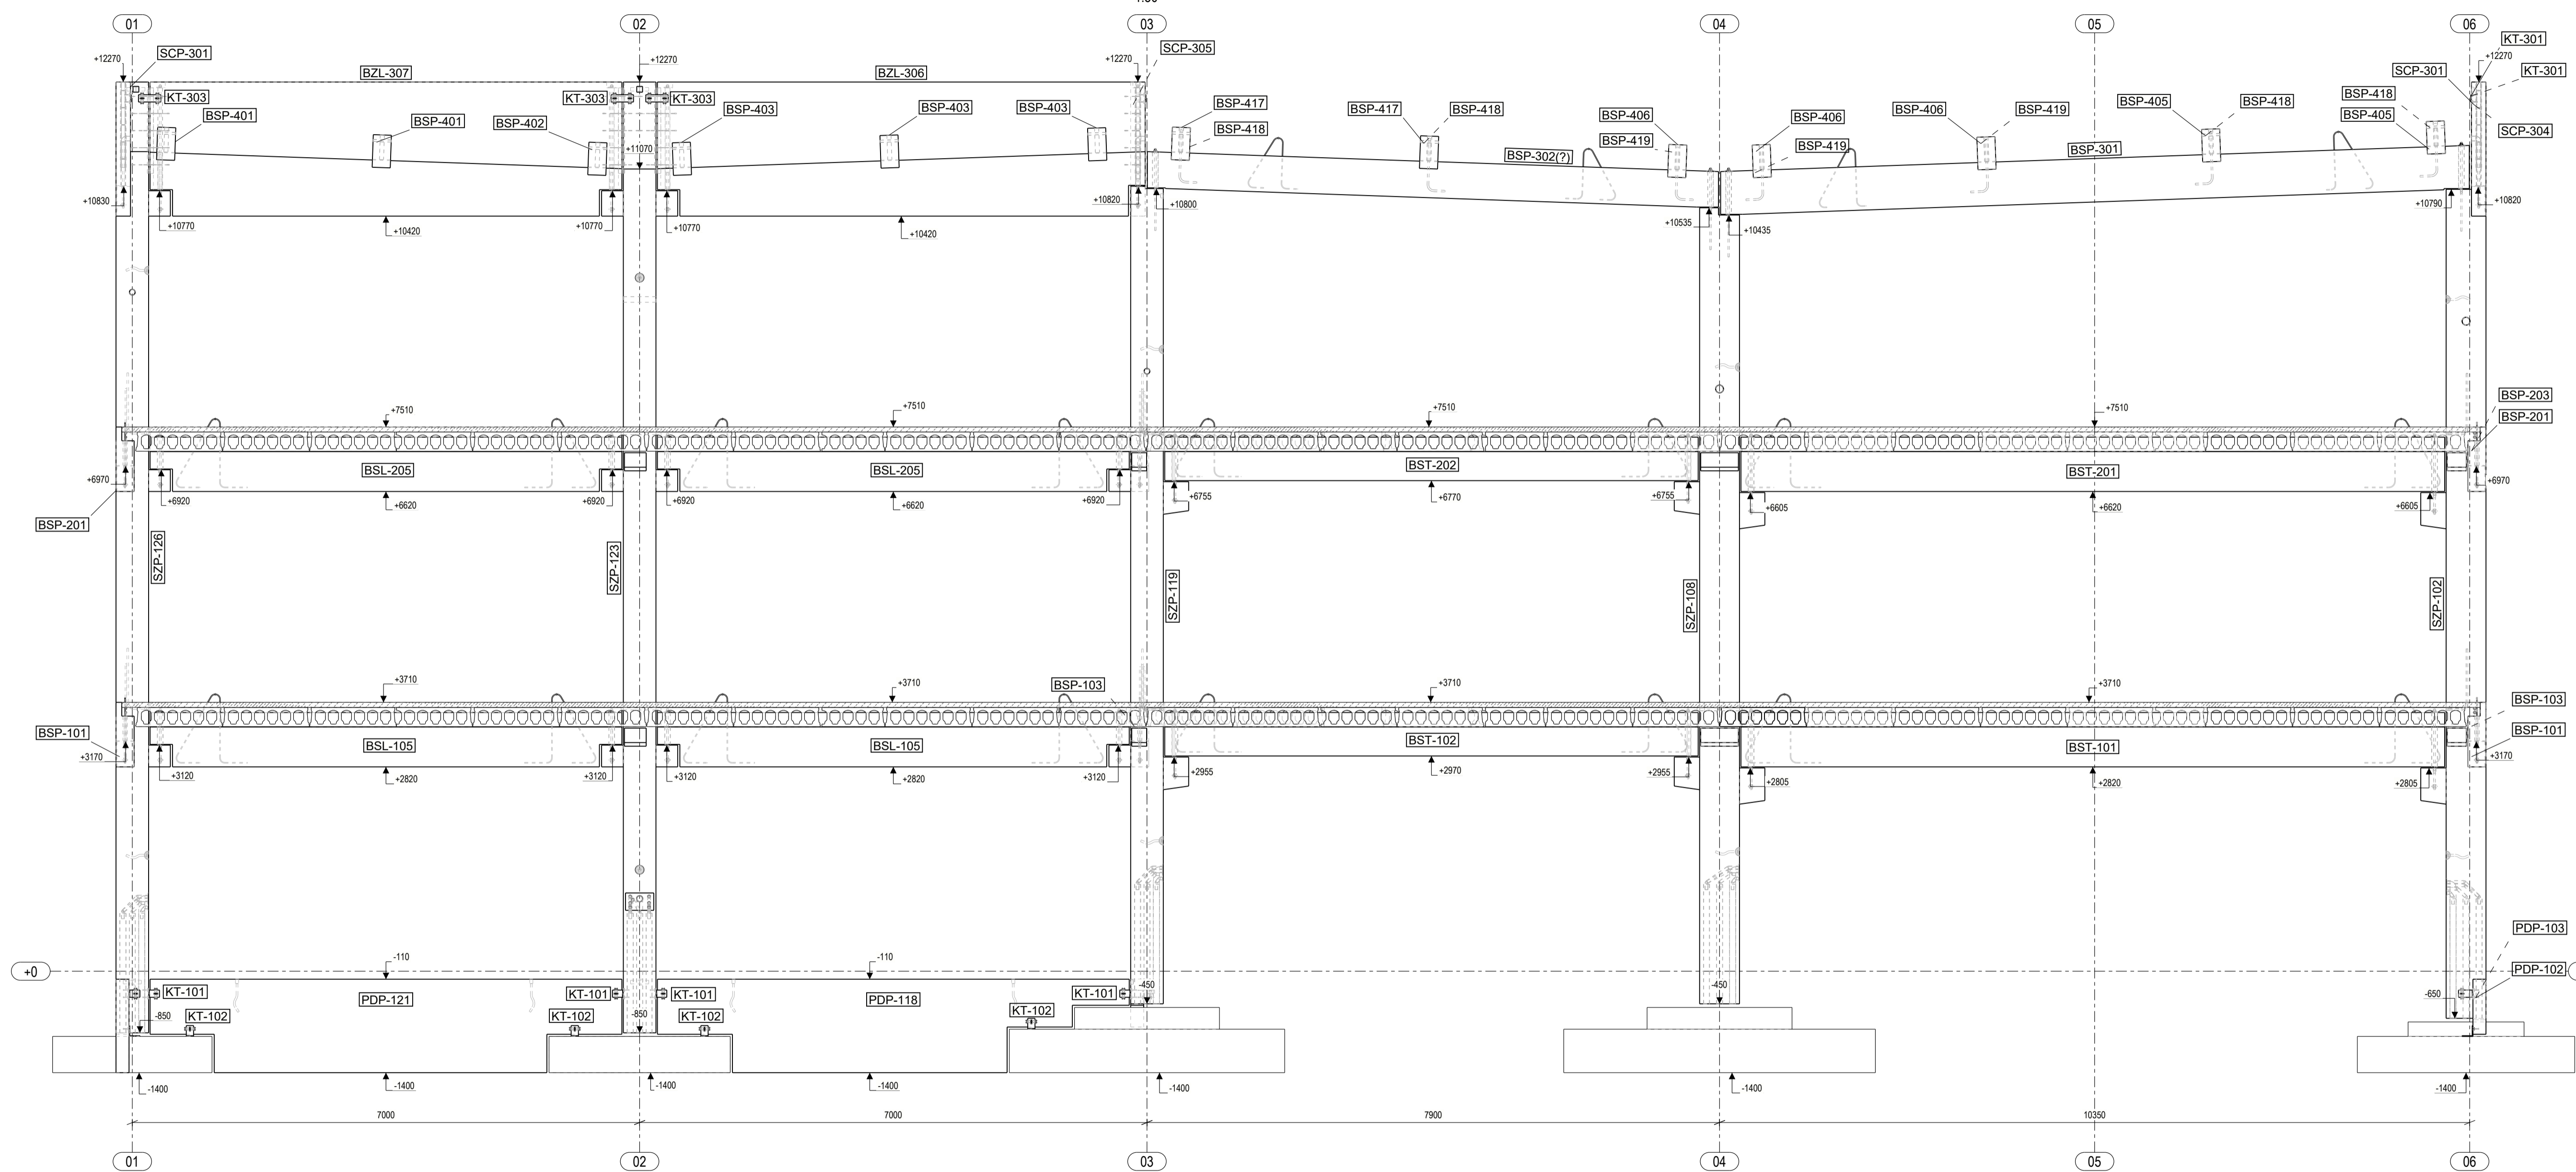 01 02 03 04 05 06
SCP-301 SCP-305 KT-301
+12270 BZL-307 +12270 BZL-306 +12270 +12270
SCP-301 KT-301
KT-303 KT-303 KT-303
BSP-401 BSP-401 BSP-402 BSP-403 BSP-403 BSP-403 BSP-417 BSP-417 BSP-418 BSP-406 BSP-406 BSP-406 BSP-419 BSP-405 BSP-418 BSP-418
BSP-405
SCP-304
BSP-418 BSP-419 BSP-419
+11070 BSP-302(?) BSP-301
+10830 +10820 +10800 +10790 +10820
+10770 +10770 +10770 +10535
+10420 +10420 +10435
+7510 +7510 +7510 +7510
BSP-203
BSP-201
BSL-205 BSL-205 BST-202 BST-201
+6970 +6970
+6920 +6920 +6920 +6920 +6755 +6755
+6620 +6620 +6770 +6605 +6620 +6605
BSP-201
SZP-126 SZP-123 SZP-119 SZP-108 SZP-102
+3710 +3710 BSP-103 +3710 +3710
BSP-103
BSP-101 BSP-101
BSL-105 BSL-105 BST-102 BST-101
+3170 +3170
+3120 +3120 +3120 +3120 +2955 +2955
+2820 +2820 +2970 +2805 +2820 +2805
PDP-103
-110 -110
+0 PDP-102
KT-101 PDP-121 KT-101 KT-101 PDP-118 KT-101 -450 -450 -650
-850 KT-102 KT-102 -850 KT-102 KT-102
-1400 -1400 -1400 -1400 -1400 -1400 -1400
7000 7000 7900 10350
01 02 03 04 05 06